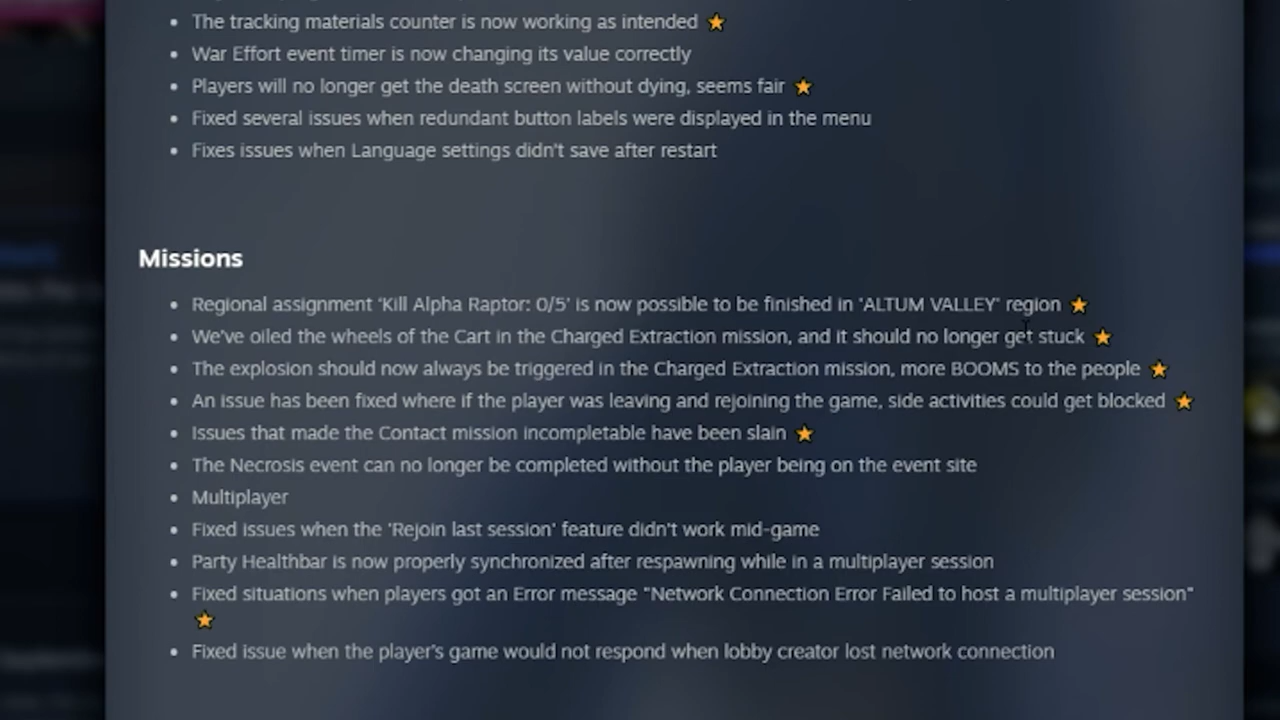 • The tracking materials counter is now working as intended ⭐
• War Effort event timer is now changing its value correctly
• Players will no longer get the death screen without dying, seems fair ⭐
• Fixed several issues when redundant button labels were displayed in the menu
• Fixes issues when Language settings didn't save after restart
Missions
• Regional assignment 'Kill Alpha Raptor: 0/5' is now possible to be finished in 'ALTUM VALLEY' region ⭐
• We've oiled the wheels of the Cart in the Charged Extraction mission, and it should no longer get stuck ⭐
• The explosion should now always be triggered in the Charged Extraction mission, more BOOMS to the people ⭐
• An issue has been fixed where if the player was leaving and rejoining the game, side activities could get blocked ⭐
• Issues that made the Contact mission incompletable have been slain ⭐
• The Necrosis event can no longer be completed without the player being on the event site
• Multiplayer
• Fixed issues when the 'Rejoin last session' feature didn't work mid-game
• Party Healthbar is now properly synchronized after respawning while in a multiplayer session
• Fixed situations when players got an Error message "Network Connection Error Failed to host a multiplayer session"
⭐
• Fixed issue when the player's game would not respond when lobby creator lost network connection